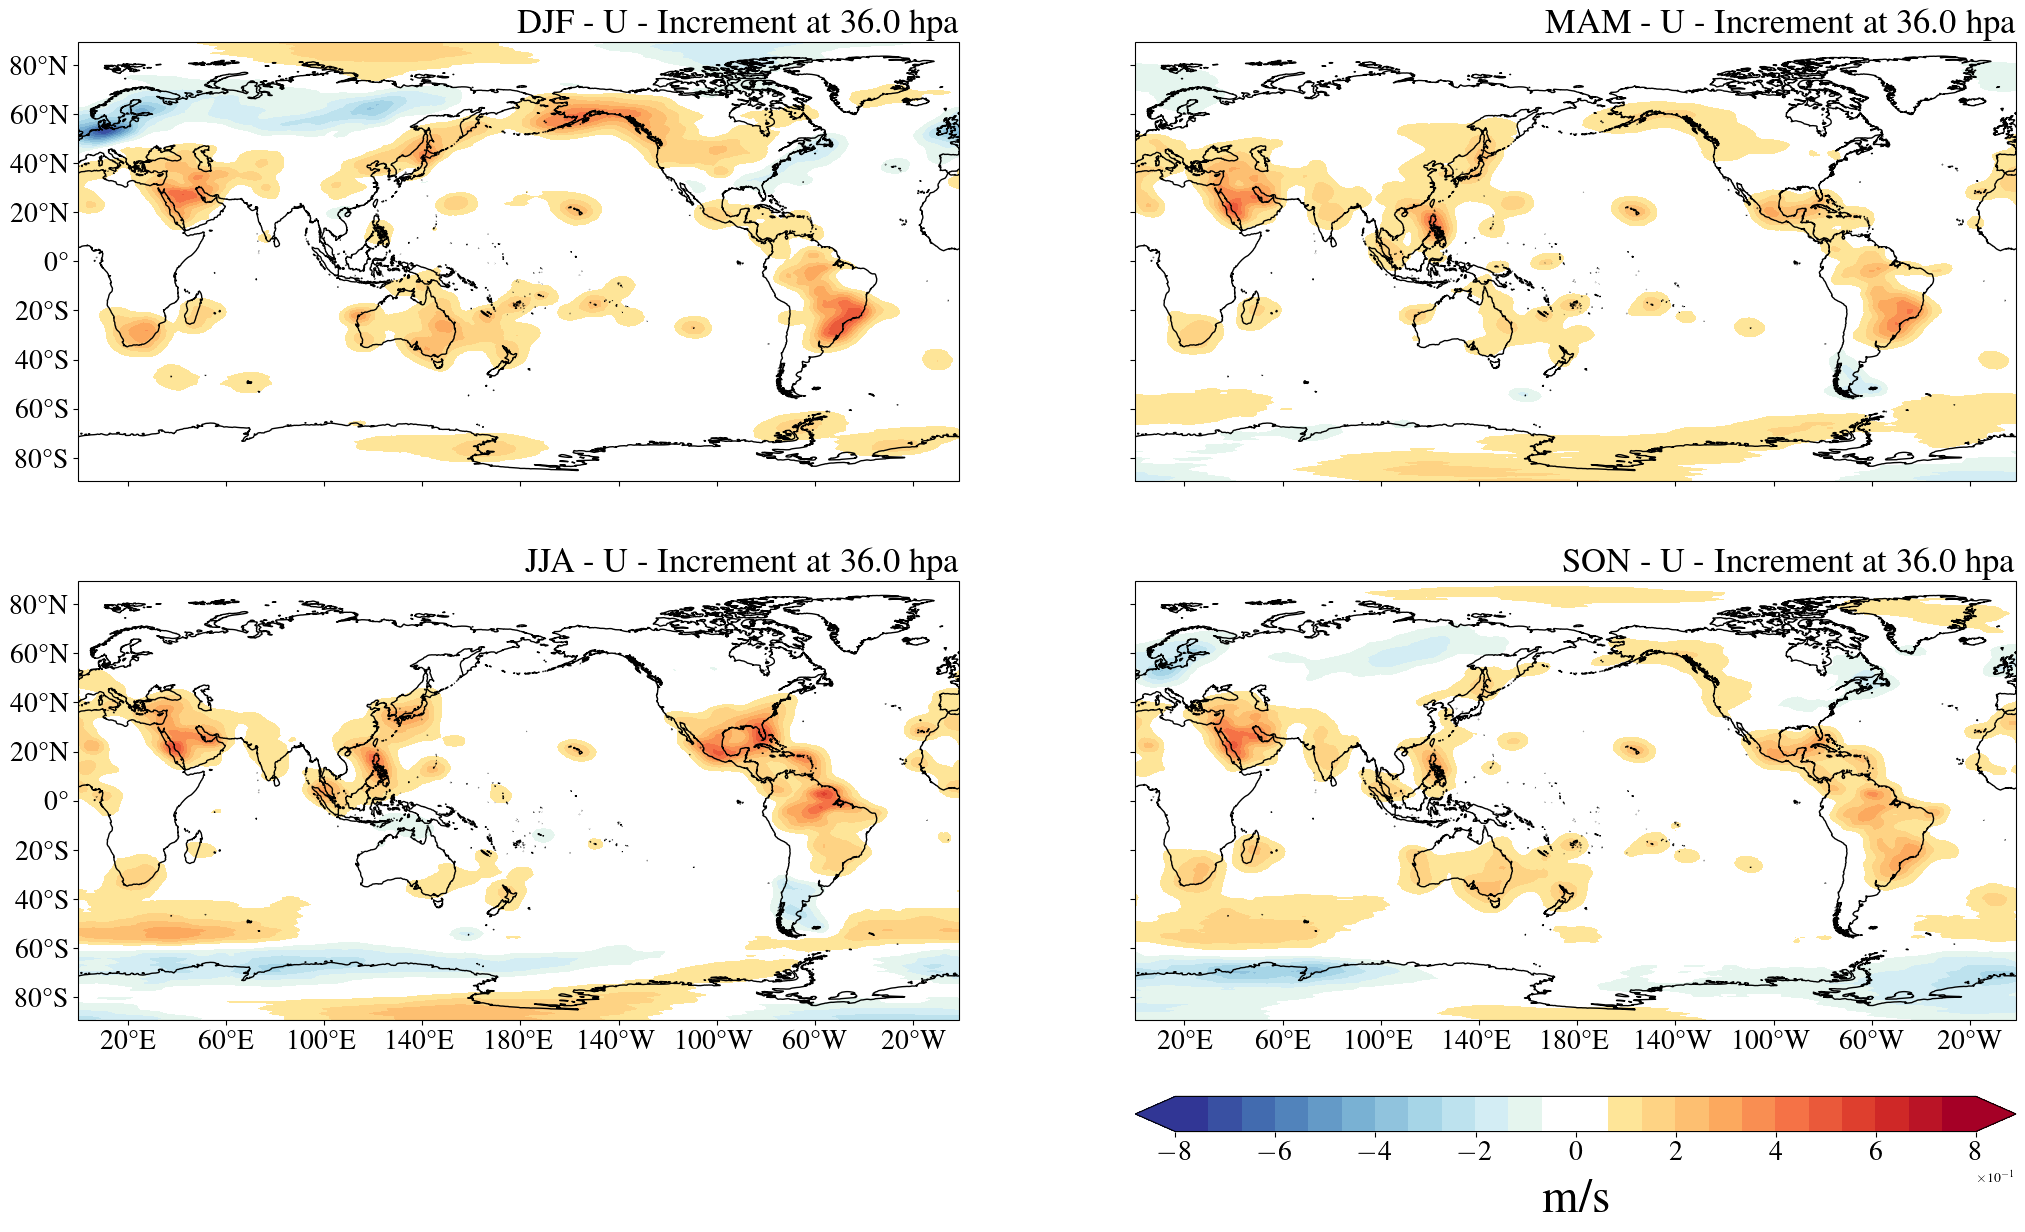 DJF - U - Increment at 36.0 hpa
MAM - U - Increment at 36.0 hpa
80°N
60°N
40°N
20°N
0°
20°S
40°S
60°S
80°S
JJA - U - Increment at 36.0 hpa
SON - U - Increment at 36.0 hpa
80°N
60°N
40°N
20°N
0°
20°S
40°S
60°S
80°S
20°E 60°E 100°E 140°E 180°E 140°W 100°W 60°W 20°W
20°E 60°E 100°E 140°E 180°E 140°W 100°W 60°W 20°W
−8 −6 −4 −2 0 2 4 6 8
×10⁻¹
m/s